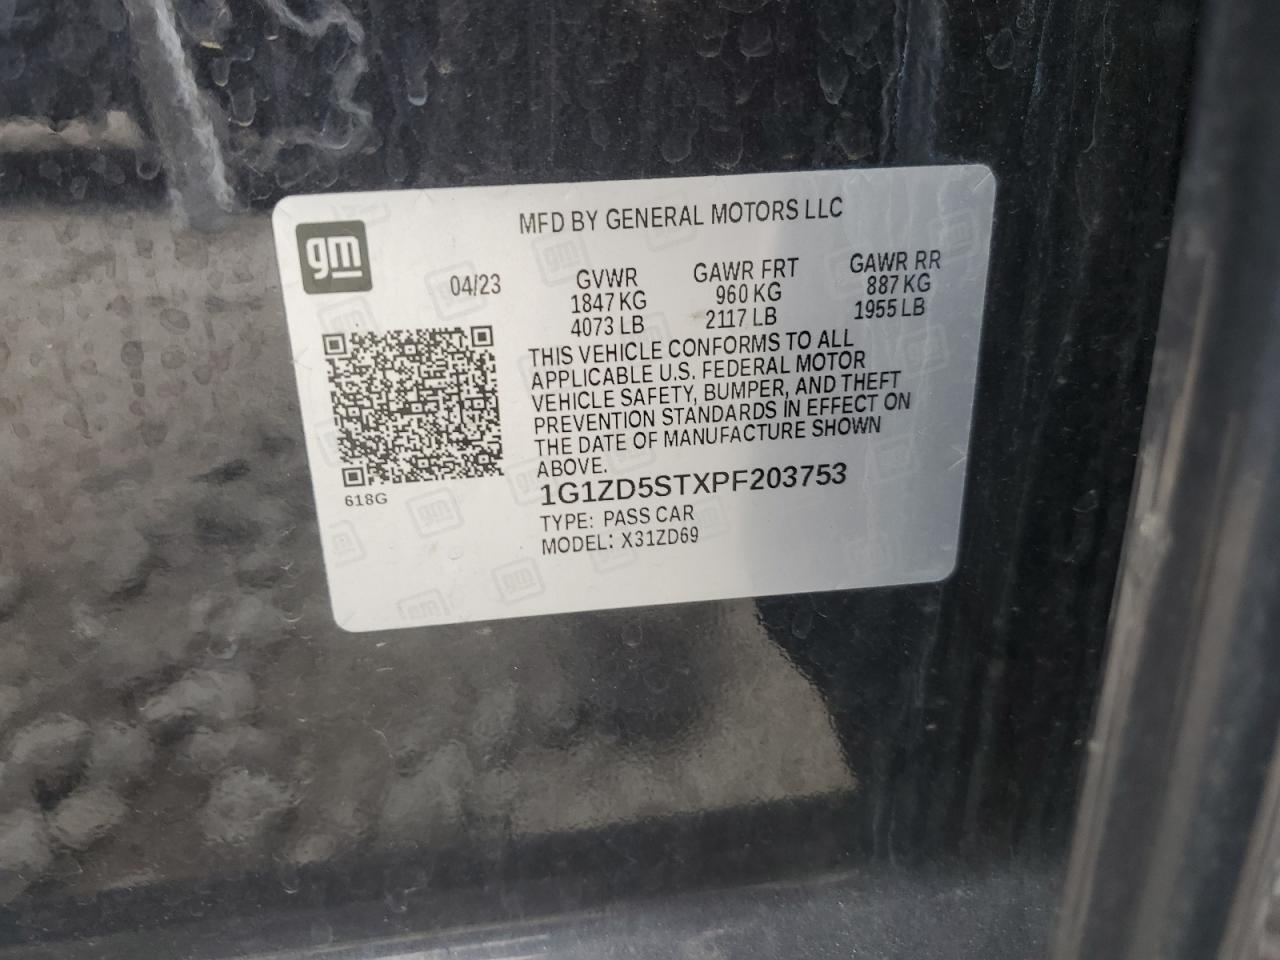 gm
MFD BY GENERAL MOTORS LLC
04/23
GVWR
1847 KG
4073 LB
GAWR FRT
960 KG
2117 LB
GAWR RR
887 KG
1955 LB
THIS VEHICLE CONFORMS TO ALL
APPLICABLE U.S. FEDERAL MOTOR
VEHICLE SAFETY, BUMPER, AND THEFT
PREVENTION STANDARDS IN EFFECT ON
THE DATE OF MANUFACTURE SHOWN
ABOVE.
618G
1G1ZD5STXPF203753
TYPE: PASS CAR
MODEL: X31ZD69